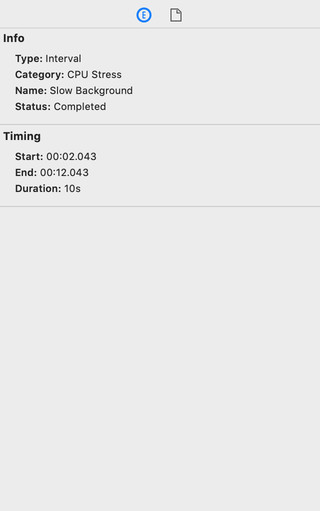 E
Info
Type: Interval
Category: CPU Stress
Name: Slow Background
Status: Completed
Timing
Start: 00:02.043
End: 00:12.043
Duration: 10s